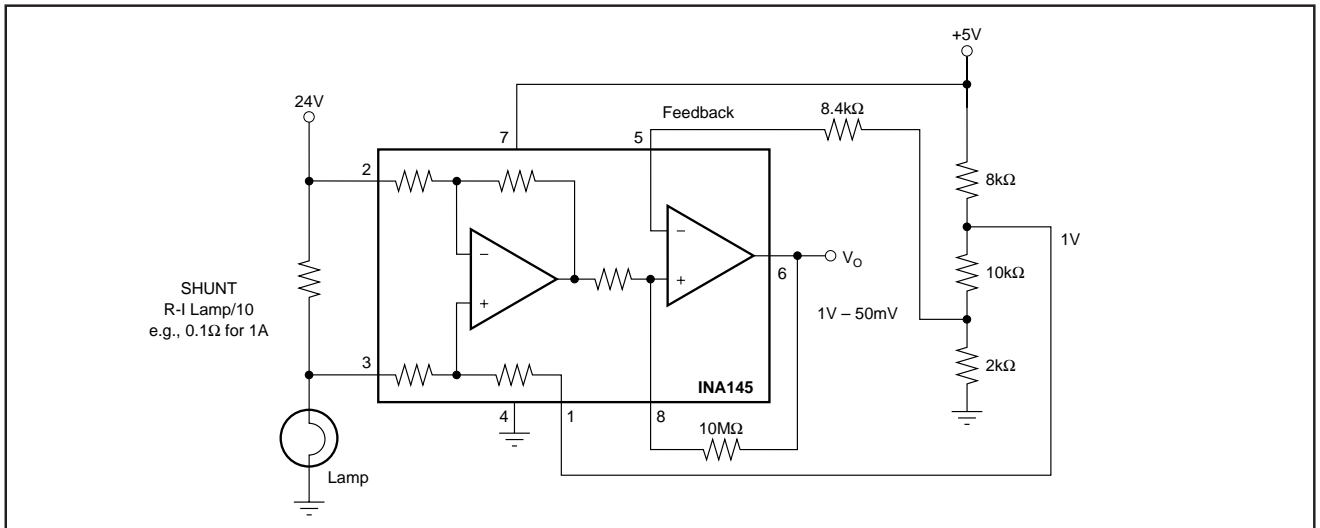 +5V
24V
Feedback
8.4kΩ
7
5
2
8kΩ
1V
SHUNT
R-I Lamp/10
e.g., 0.1Ω for 1A
–
+
–
+
6
V_O
10kΩ
1V – 50mV
3
2kΩ
INA145
4
1
8
10MΩ
Lamp